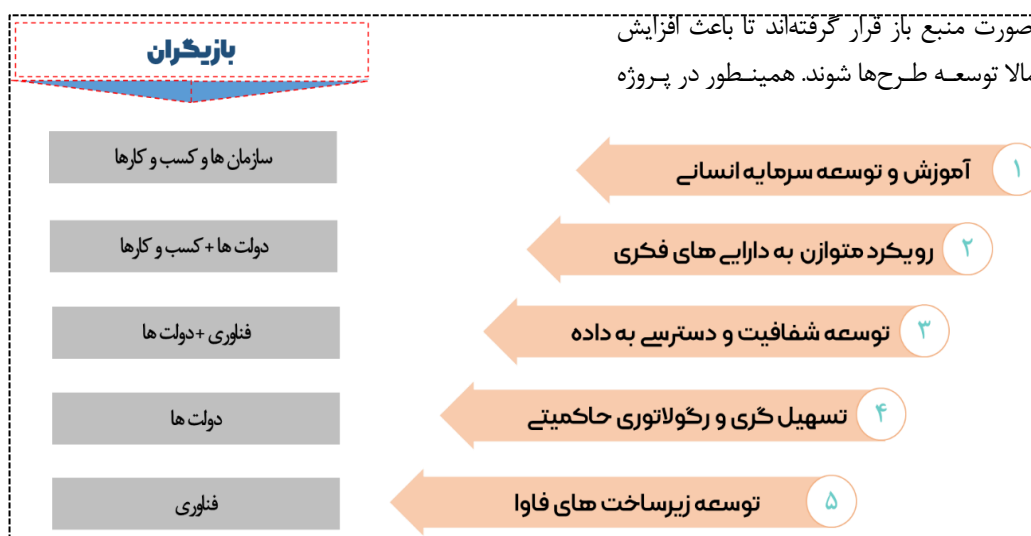 صورت منبع باز قرار گرفته‌اند تا باعث افزایش
مالا توسعه طرح‌ها شوند. همینطور در پروژه
بازیگران
۱ آموزش و توسعه سرمایه انسانی
سازمان ها و کسب و کارها
۲ رویکرد متوازن به دارایی های فکری
دولت ها + کسب و کارها
۳ توسعه شفافیت و دسترسی به داده
فناوری +دولت ها
۴ تسهیل گری و رگولاتوری حاکمیتی
دولت ها
۵ توسعه زیرساخت های فاوا
فناوری